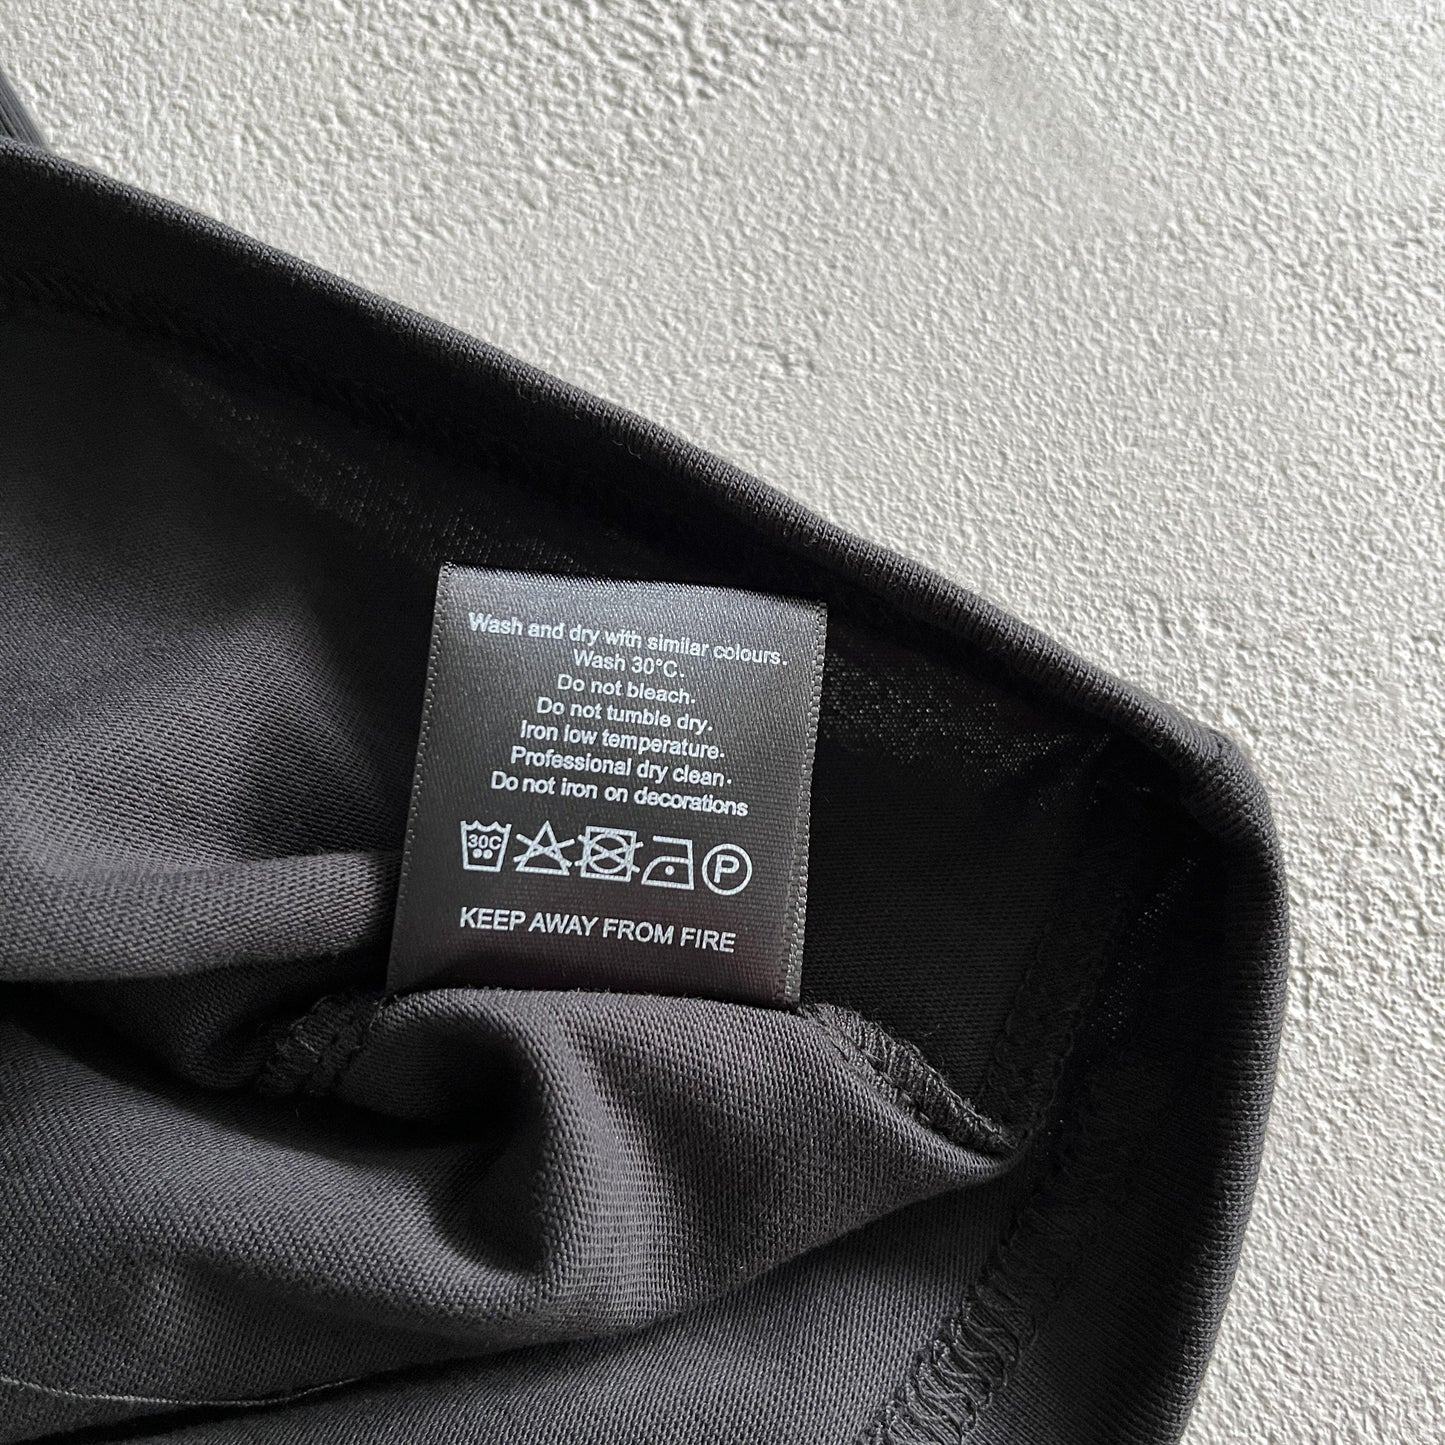 Wash and dry with similar colours.
Wash 30°C.
Do not bleach.
Do not tumble dry.
Iron low temperature.
Professional dry clean.
Do not iron on decorations
30C P
KEEP AWAY FROM FIRE